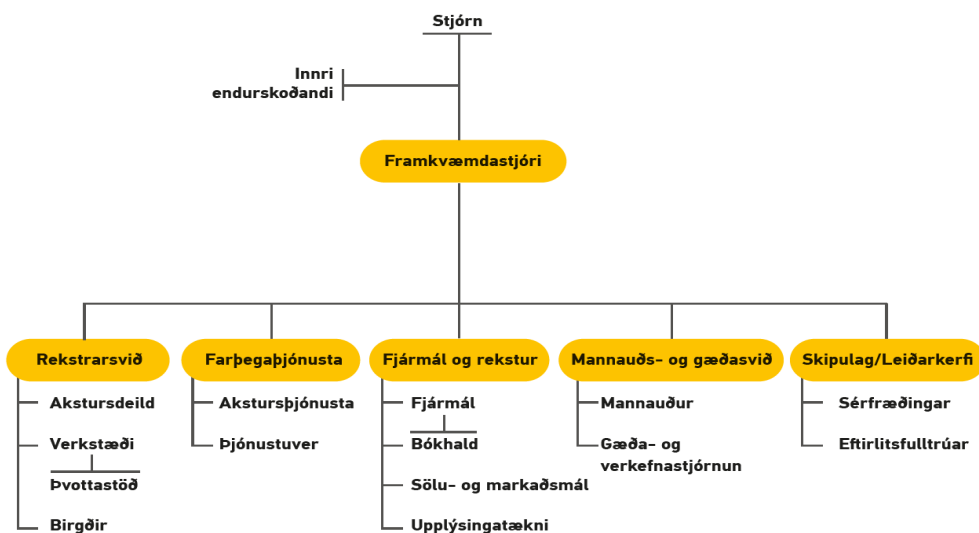 Stjórn
Innri
endurskoðandi
Framkvæmdastjóri
Rekstrarsvið
Akstursdeild
Verkstæði
Þvottastöð
Birgðir
Farþegaþjónusta
Akstursþjónusta
Þjónustuver
Fjármál og rekstur
Fjármál
Bókhald
Sölu- og markaðsmál
Upplýsingatækni
Mannauðs- og gæðasvið
Mannauður
Gæða- og
verkefnastjórnun
Skipulag/Leiðarkerfi
Sérfræðingar
Eftirlitsfulltrúar